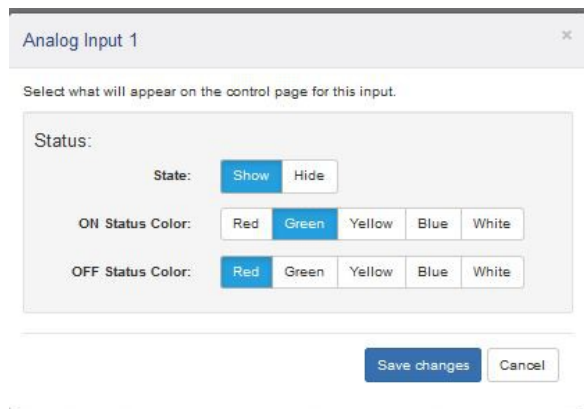 Analog Input 1 ×
Select what will appear on the control page for this input.
Status:
State: Show Hide
ON Status Color: Red Green Yellow Blue White
OFF Status Color: Red Green Yellow Blue White
Save changes Cancel